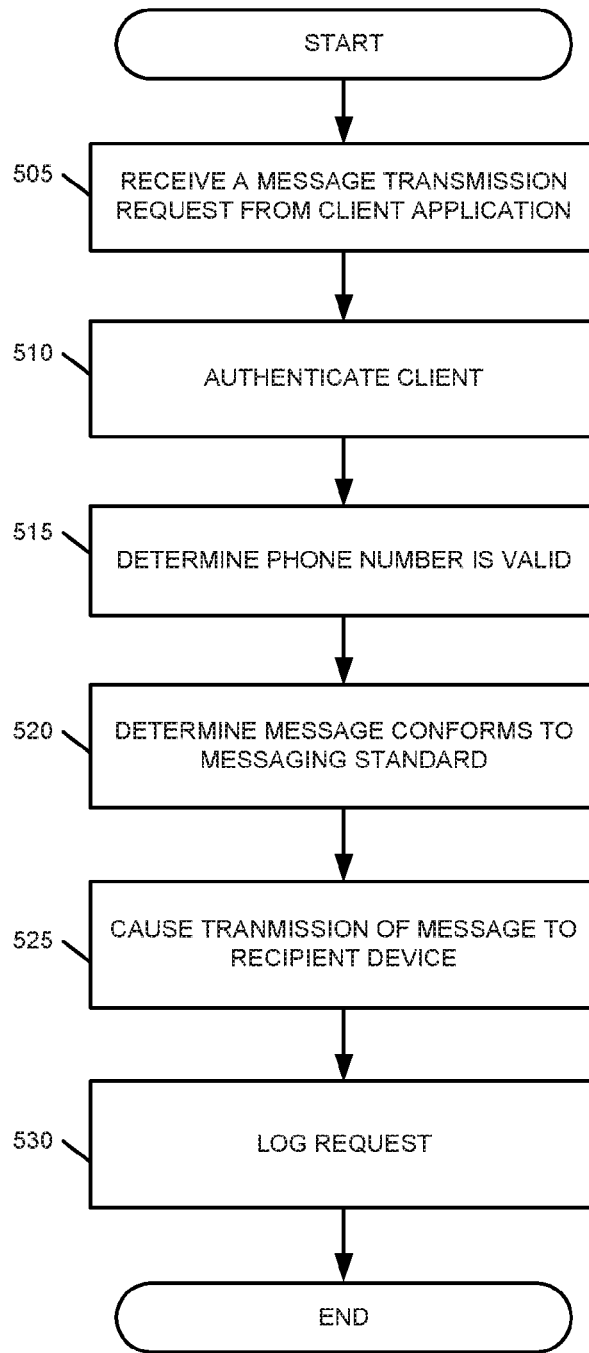 START
505
RECEIVE A MESSAGE TRANSMISSION
REQUEST FROM CLIENT APPLICATION
510
AUTHENTICATE CLIENT
515
DETERMINE PHONE NUMBER IS VALID
520
DETERMINE MESSAGE CONFORMS TO
MESSAGING STANDARD
525
CAUSE TRANMISSION OF MESSAGE TO
RECIPIENT DEVICE
530
LOG REQUEST
END